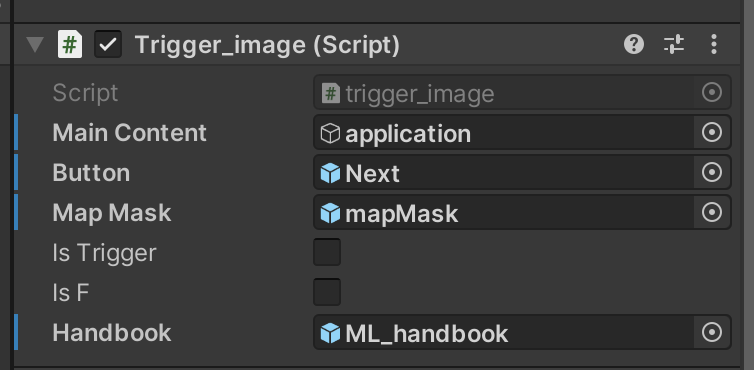 Trigger_image (Script)
Script trigger_image
Main Content application
Button Next
Map Mask mapMask
Is Trigger
Is F
Handbook ML_handbook